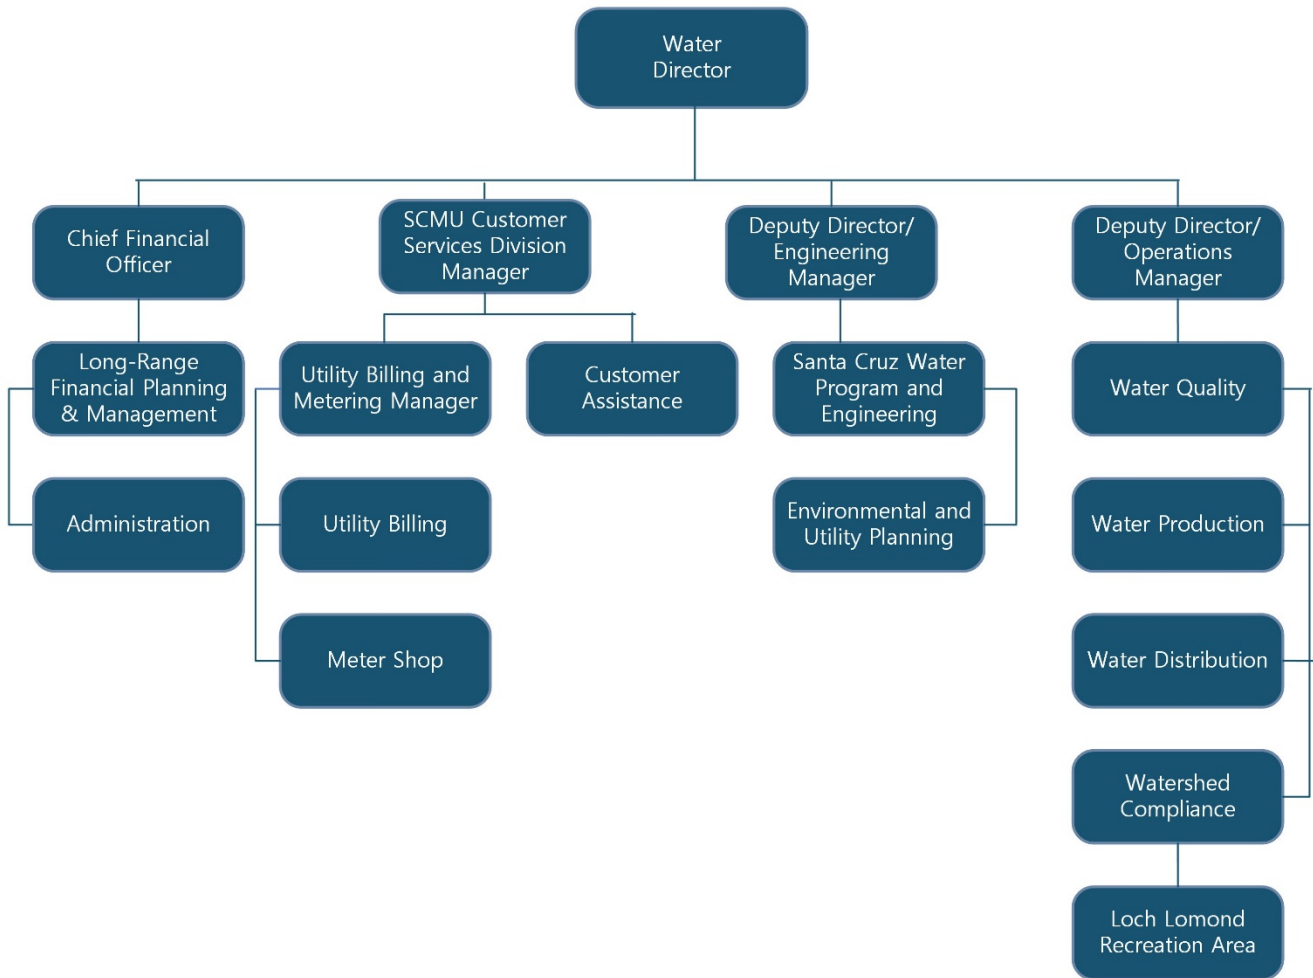 Water
Director
Chief Financial
Officer
SCMU Customer
Services Division
Manager
Deputy Director/
Engineering
Manager
Deputy Director/
Operations
Manager
Long-Range
Financial Planning
& Management
Utility Billing and
Metering Manager
Customer
Assistance
Santa Cruz Water
Program and
Engineering
Water Quality
Administration
Utility Billing
Environmental and
Utility Planning
Water Production
Meter Shop
Water Distribution
Watershed
Compliance
Loch Lomond
Recreation Area